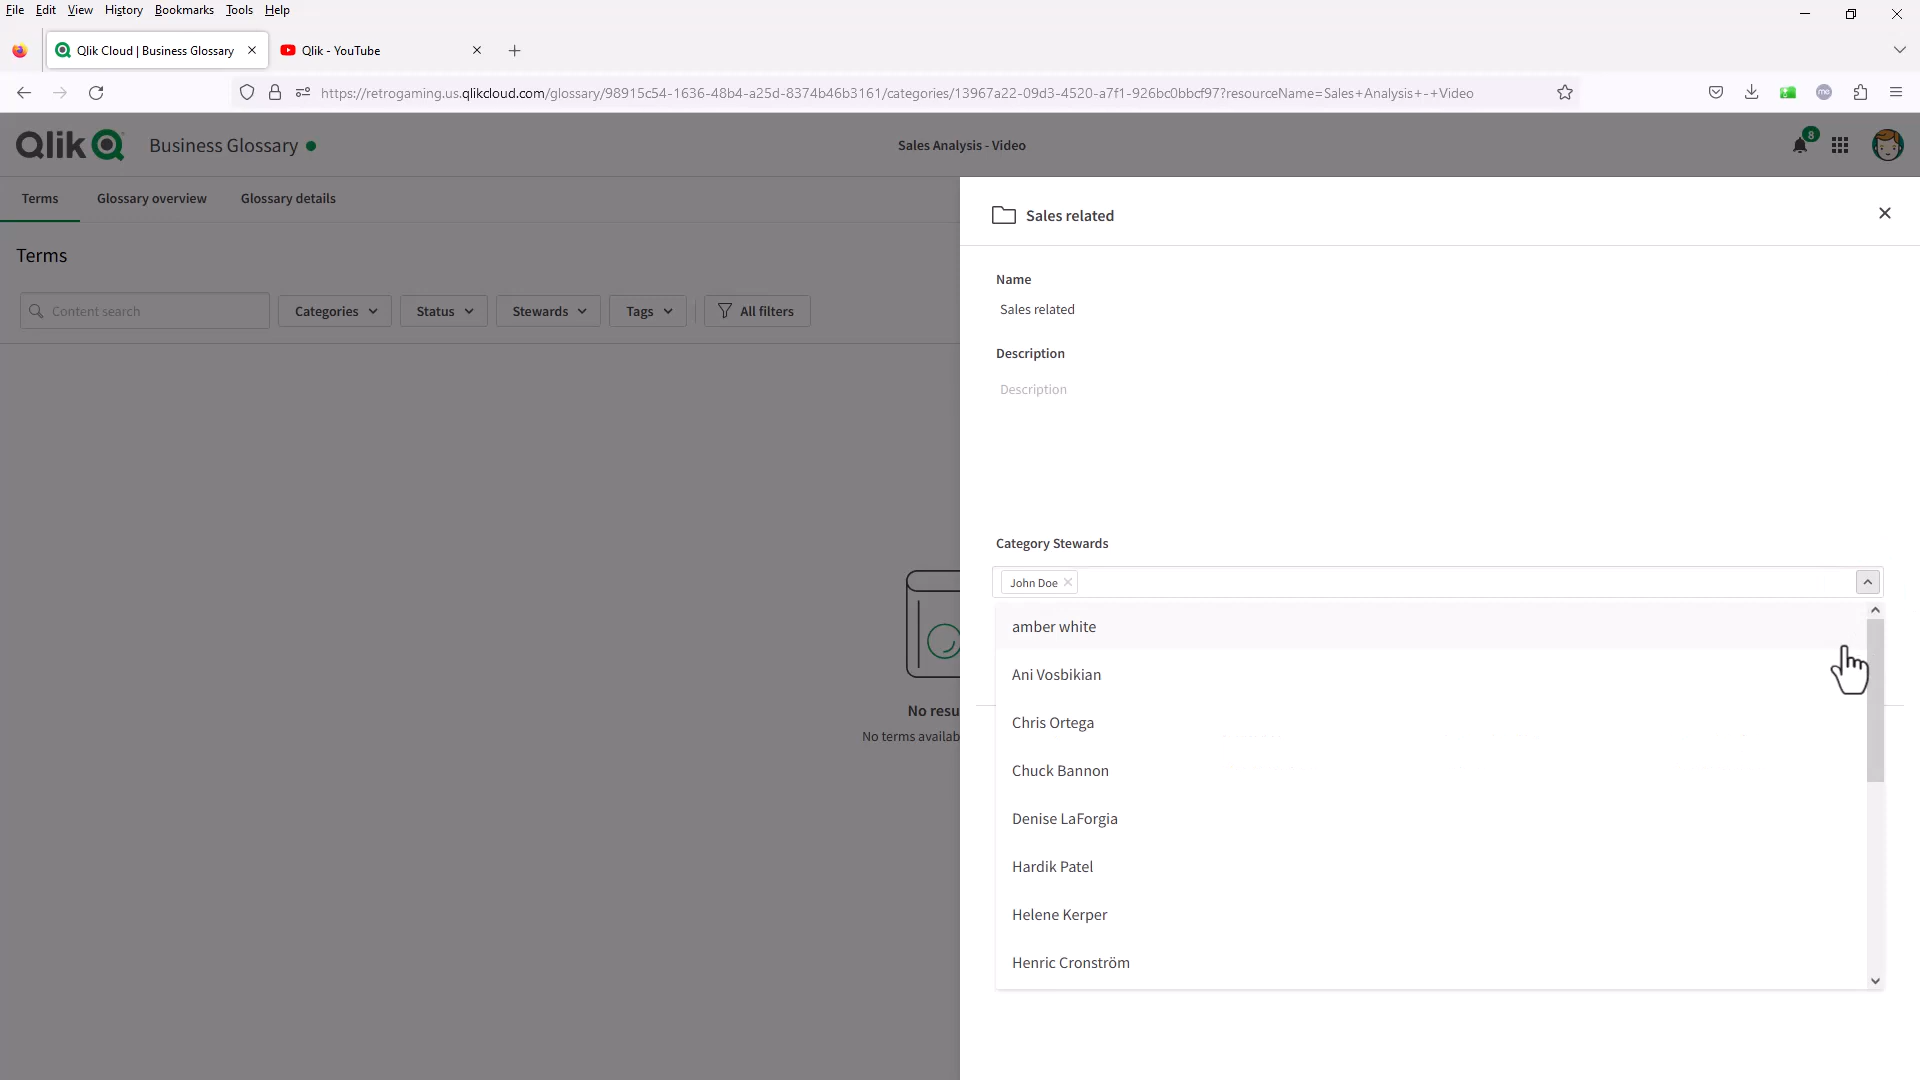 File Edit View History Bookmarks Tools Help
Qlik Cloud | Business Glossary
Qlik - YouTube
https://retrogaming.us.qlikcloud.com/glossary/98915c54-1636-48b4-a25d-8374b46b3161/categories/13967a22-09d3-4520-a7f1-926bc0bbcf97?resourceName=Sales+Analysis+-+Video
Qlik Business Glossary
Sales Analysis - Video
8
Terms Glossary overview Glossary details
Terms
Content search Categories Status Stewards Tags All filters
No resu
No terms availab
Sales related
Name
Sales related
Description
Description
Category Stewards
John Doe
amber white
Ani Vosbikian
Chris Ortega
Chuck Bannon
Denise LaForgia
Hardik Patel
Helene Kerper
Henric Cronström